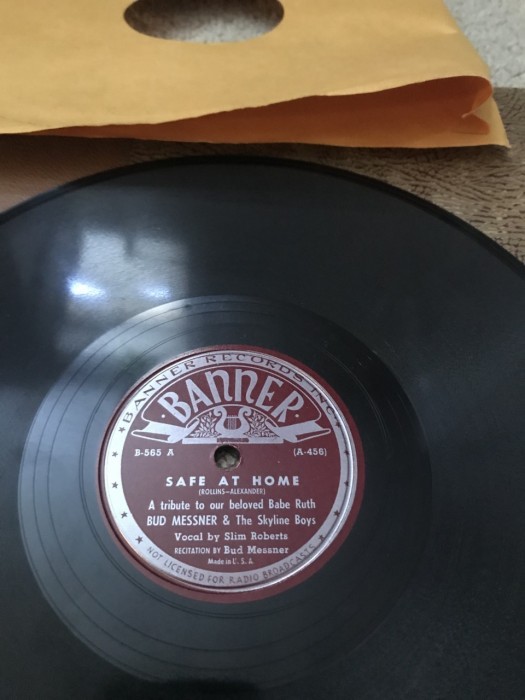 BANNER RECORDS INC.
BANNER
B-565 A (A-456)
SAFE AT HOME
(ROLLINS-ALEXANDER)
A tribute to our beloved Babe Ruth
BUD MESSNER & The Skyline Boys
Vocal by Slim Roberts
RECITATION BY Bud Messner
Made in U. S. A.
NOT LICENSED FOR RADIO BROADCASTS